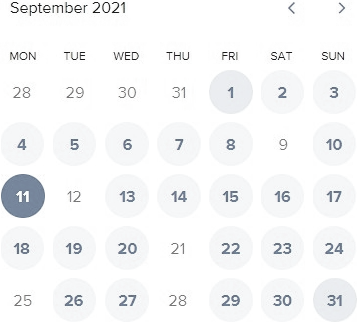 September 2021
MON TUE WED THU FRI SAT SUN
28 29 30 31 1 2 3
4 5 6 7 8 9 10
11 12 13 14 15 16 17
18 19 20 21 22 23 24
25 26 27 28 29 30 31